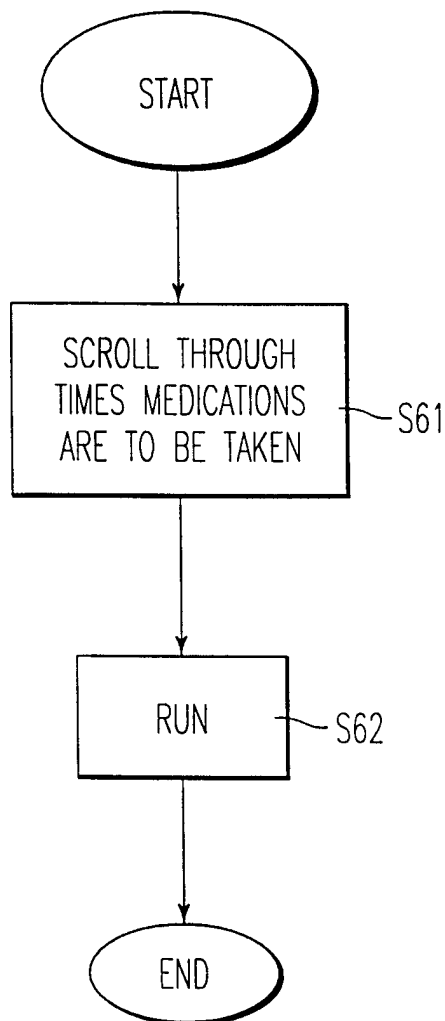 START
SCROLL THROUGH
TIMES MEDICATIONS
ARE TO BE TAKEN
S61
RUN
S62
END